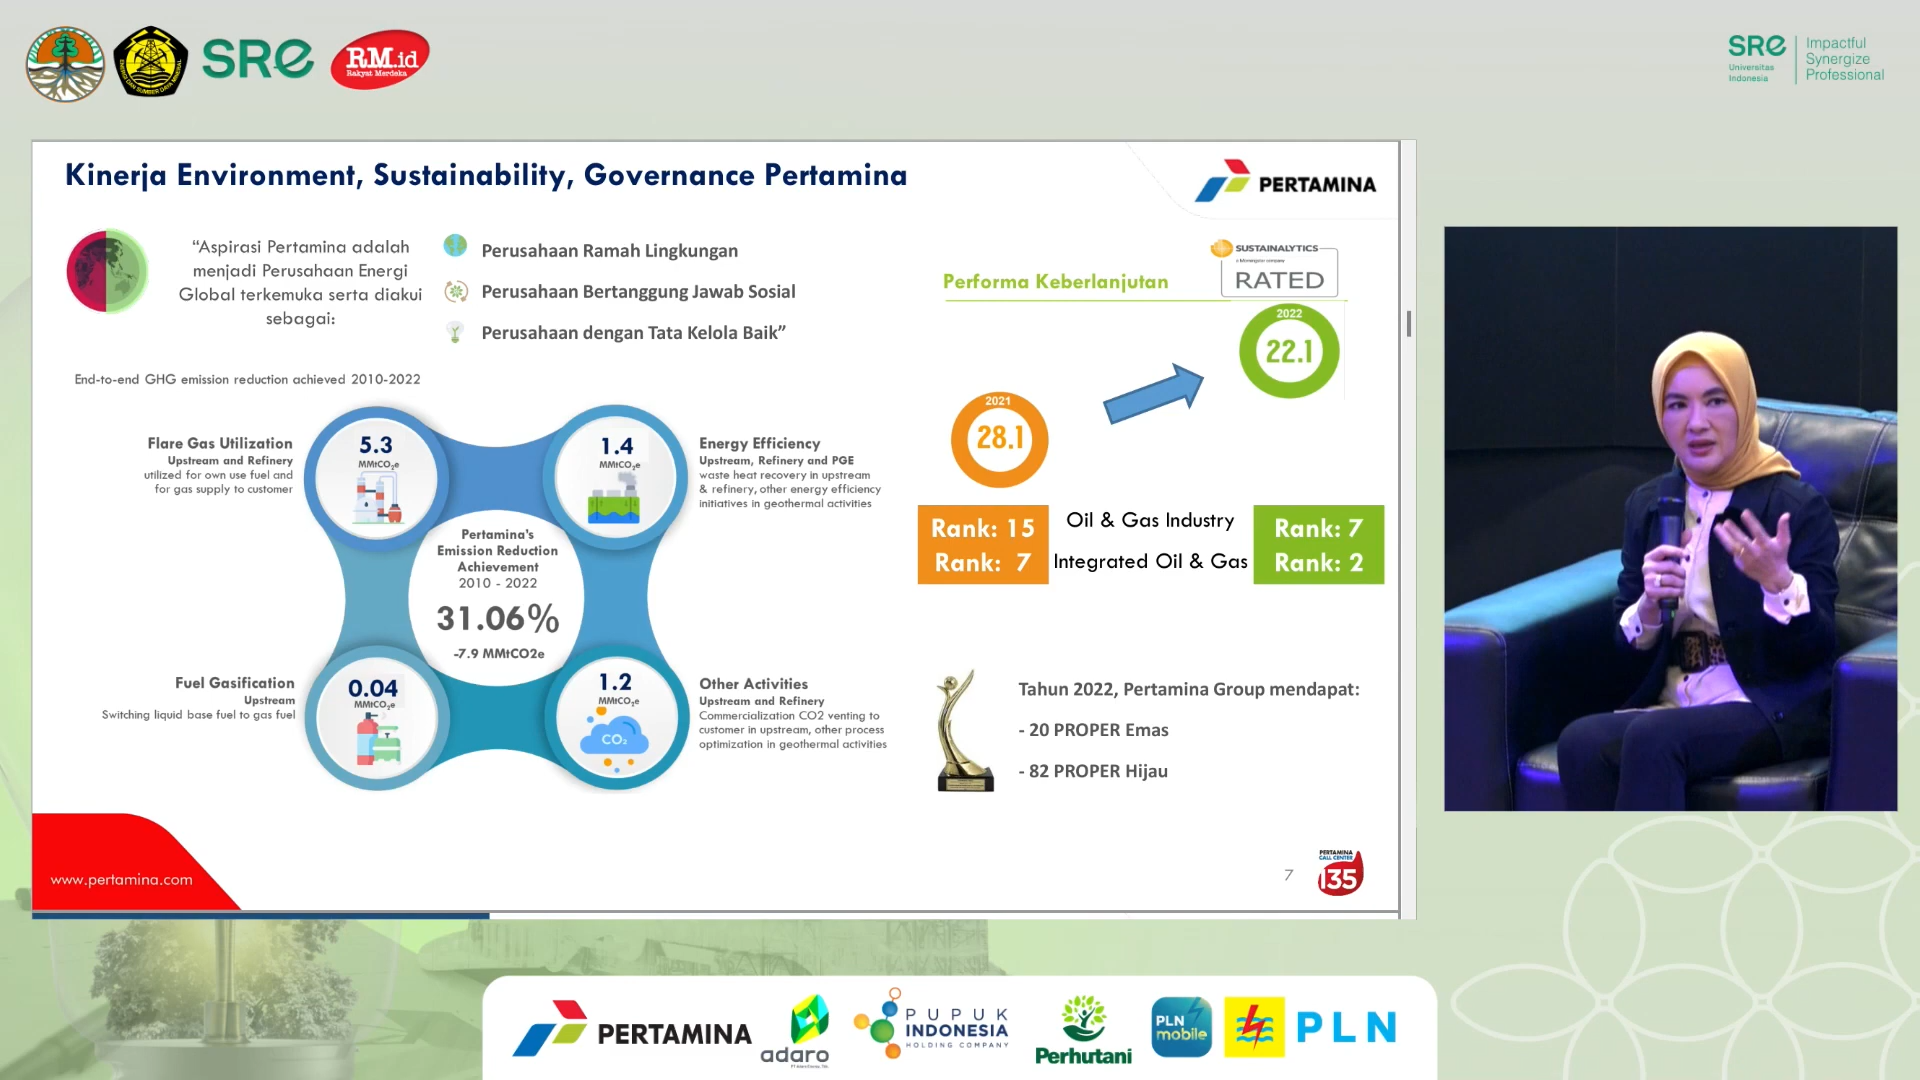 SRE
RM.id
Rakyat Merdeka
SRE
Universitas
Indonesia
Impactful
Synergize
Professional
Kinerja Environment, Sustainability, Governance Pertamina
PERTAMINA
“Aspirasi Pertamina adalah
menjadi Perusahaan Energi
Global terkemuka serta diakui
sebagai:
Perusahaan Ramah Lingkungan
Perusahaan Bertanggung Jawab Sosial
Perusahaan dengan Tata Kelola Baik”
End-to-end GHG emission reduction achieved 2010-2022
Flare Gas Utilization
Upstream and Refinery
utilized for own use fuel and
for gas supply to customer
5.3
MMtCO2e
1.4
MMtCO2e
Energy Efficiency
Upstream, Refinery and PGE
waste heat recovery in upstream
& refinery, other energy efficiency
initiatives in geothermal activities
Pertamina's
Emission Reduction
Achievement
2010 - 2022
31.06%
-7.9 MMtCO2e
Fuel Gasification
Upstream
Switching liquid base fuel to gas fuel
0.04
MMtCO2e
1.2
MMtCO2e
CO2
Other Activities
Upstream and Refinery
Commercialization CO2 venting to
customer in upstream, other process
optimization in geothermal activities
Performa Keberlanjutan
SUSTAINALYTICS
a Morningstar company
RATED
2022
22.1
2021
28.1
Rank: 15 Oil & Gas Industry Rank: 7
Rank: 7 Integrated Oil & Gas Rank: 2
Tahun 2022, Pertamina Group mendapat:
- 20 PROPER Emas
- 82 PROPER Hijau
www.pertamina.com
7
PERTAMINA
CALL CENTER
135
PERTAMINA
adaro
PUPUK
INDONESIA
HOLDING COMPANY
Perhutani
PLN
mobile
PLN